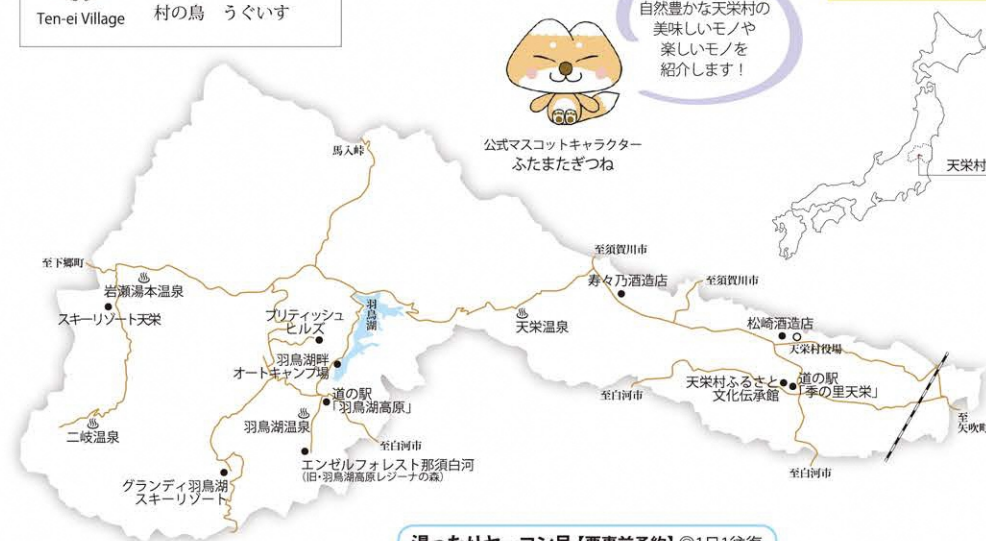 Ten-ei Village
村の鳥　うぐいす
自然豊かな天栄村の
美味しいモノや
楽しいモノを
紹介します！
公式マスコットキャラクター
ふたまたぎつね
天栄村
馬入峠
至下郷町
岩瀬湯本温泉
スキーリゾート天栄
二岐温泉
ブリティッシュ
ヒルズ
羽鳥湖
羽鳥湖畔
オートキャンプ場
道の駅
「羽鳥湖高原」
羽鳥湖温泉
至白河市
エンゼルフォレスト那須白河
（旧・羽鳥湖高原レジーナの森）
グランディ羽鳥湖
スキーリゾート
天栄温泉
至須賀川市
寿々乃酒造店
至須賀川市
松崎酒造店
天栄村役場
天栄村ふるさと
文化伝承館
道の駅
「季の里天栄」
至白河市
至白河市
至
矢吹町